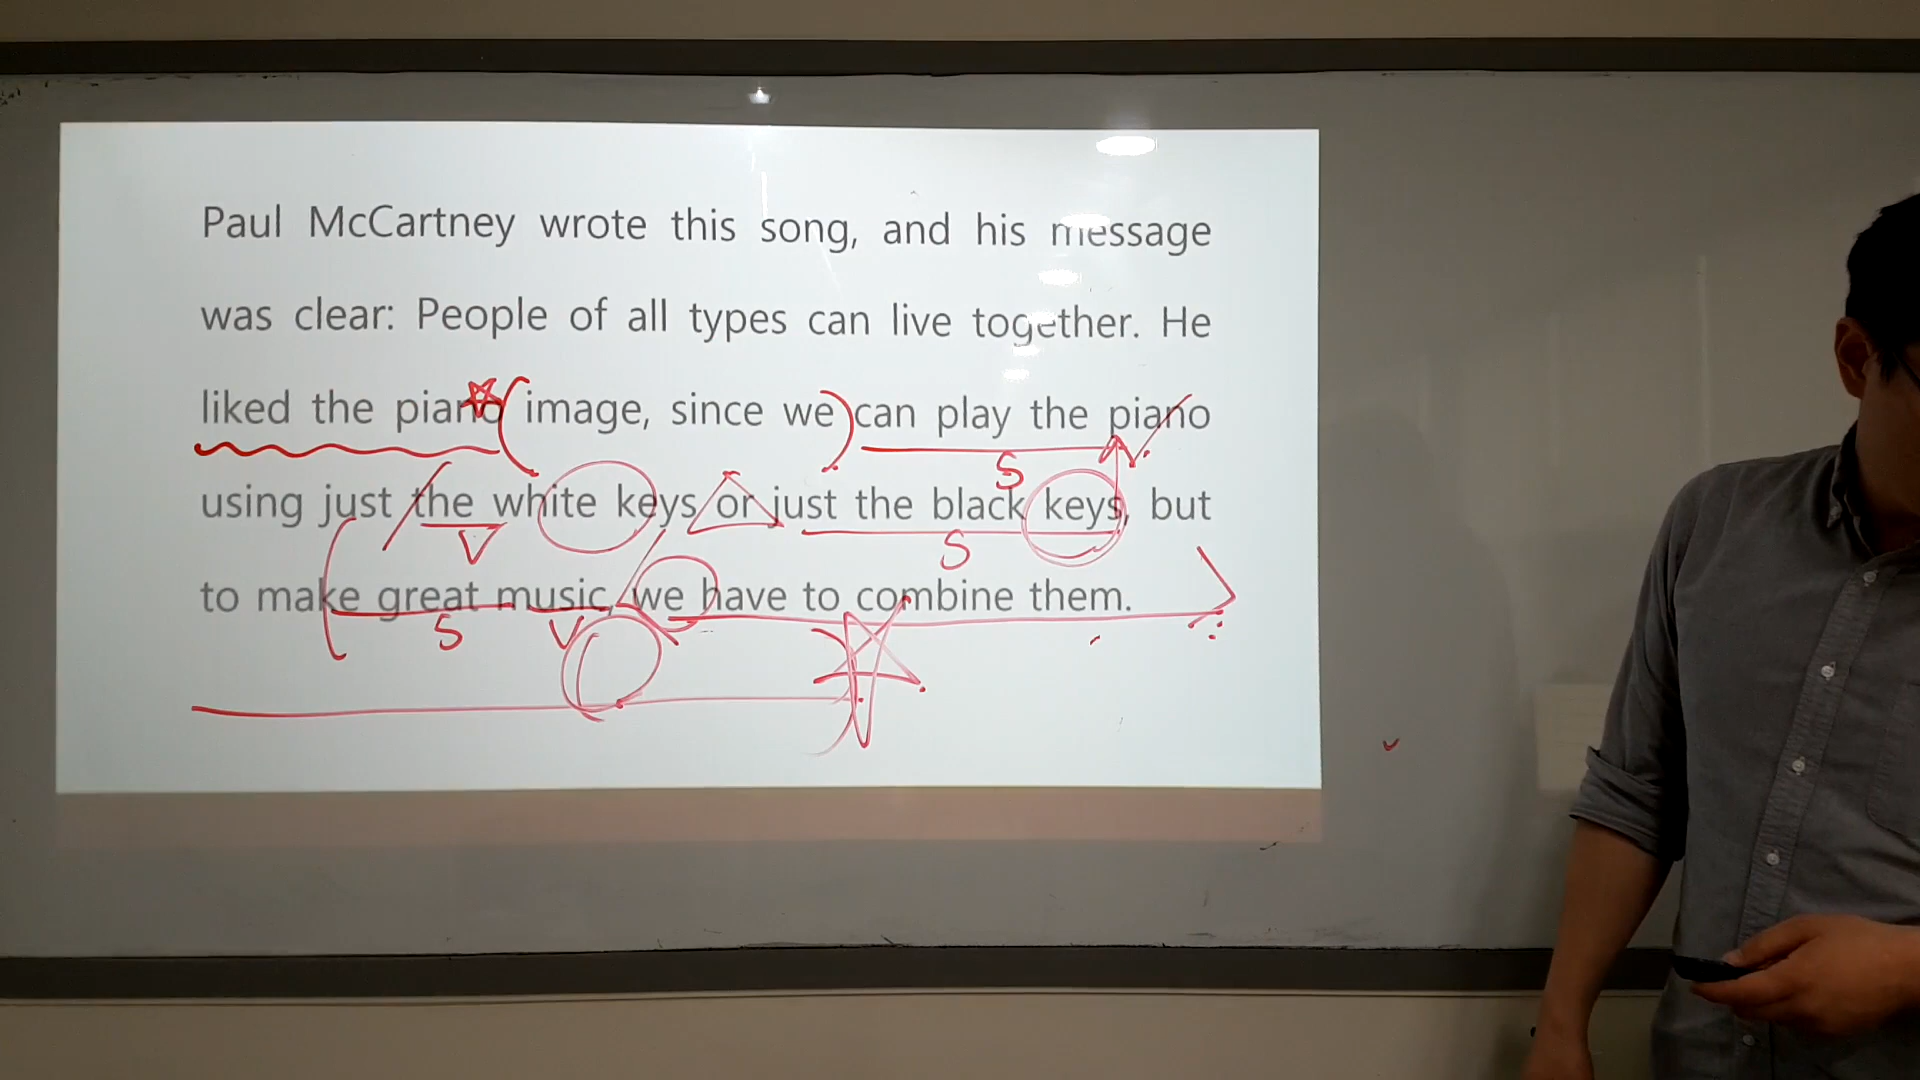 Paul McCartney wrote this song, and his message
was clear: People of all types can live together. He
liked the piano image, since we can play the piano
S
using just the white keys or just the black keys, but
V
S
to make great music, we have to combine them.
S V